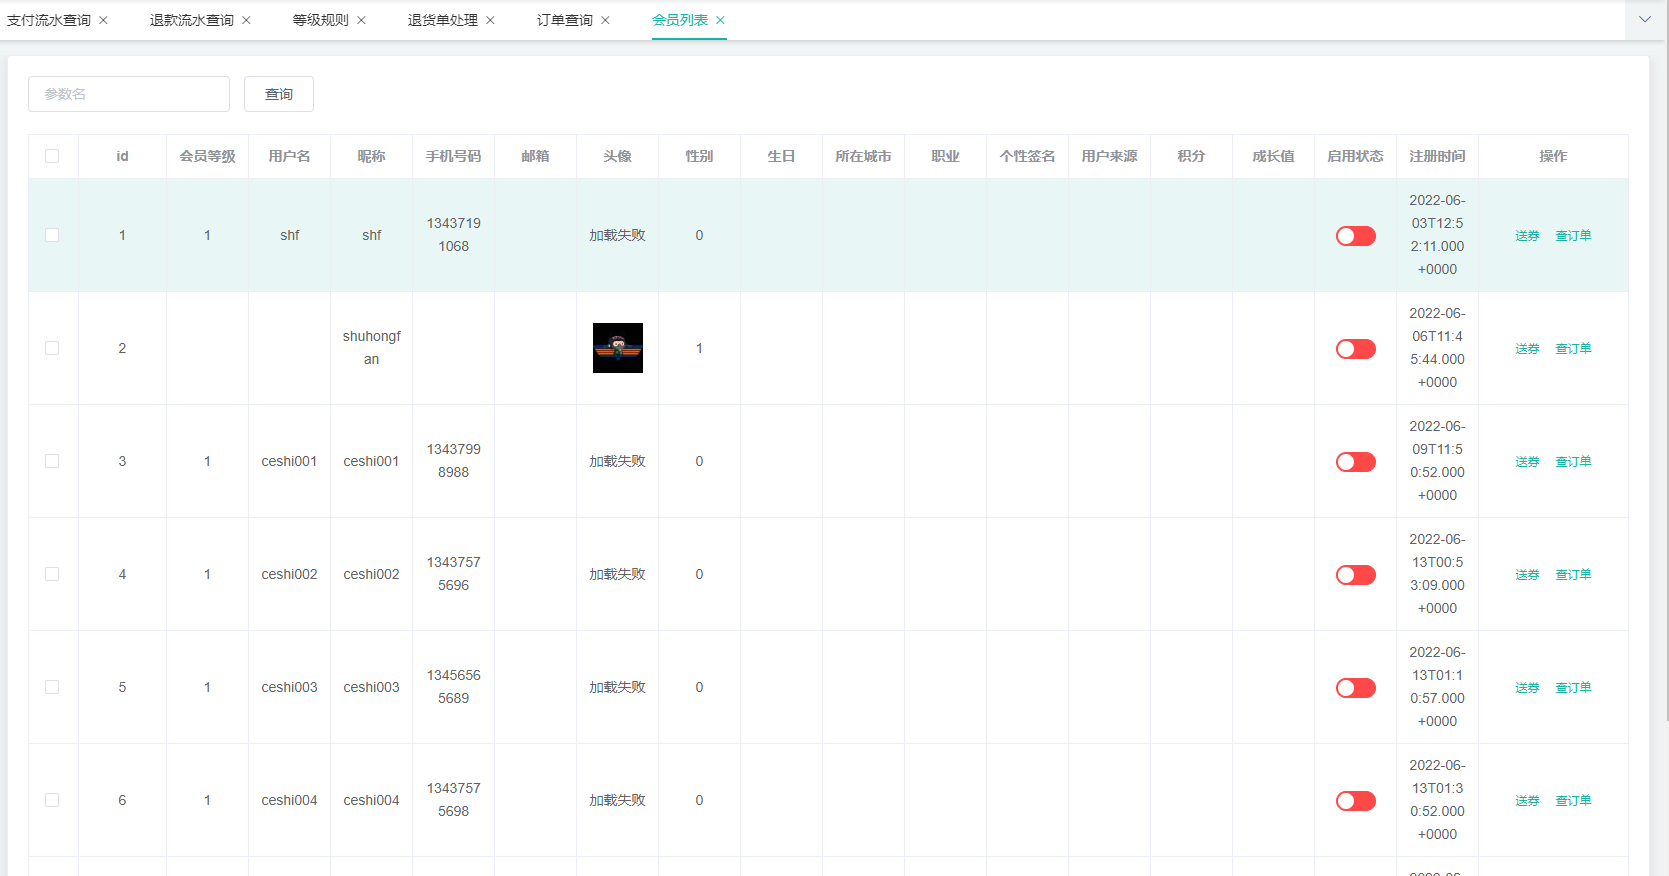 支付流水查询 退款流水查询 等级规则 退货单处理 订单查询 会员列表
参数名 查询
id 会员等级 用户名 昵称 手机号码 邮箱 头像 性别 生日 所在城市 职业 个性签名 用户来源 积分 成长值 启用状态 注册时间 操作
1 1 shf shf 1343719
1068 加载失败 0 2022-06-
03T12:5
2:11.000
+0000 送券 查订单
2 shuhongf
an 1 2022-06-
06T11:4
5:44.000
+0000 送券 查订单
3 1 ceshi001 ceshi001 1343799
8988 加载失败 0 2022-06-
09T11:5
0:52.000
+0000 送券 查订单
4 1 ceshi002 ceshi002 1343757
5696 加载失败 0 2022-06-
13T00:5
3:09.000
+0000 送券 查订单
5 1 ceshi003 ceshi003 1345656
5689 加载失败 0 2022-06-
13T01:1
0:57.000
+0000 送券 查订单
6 1 ceshi004 ceshi004 1343757
5698 加载失败 0 2022-06-
13T01:3
0:52.000
+0000 送券 查订单